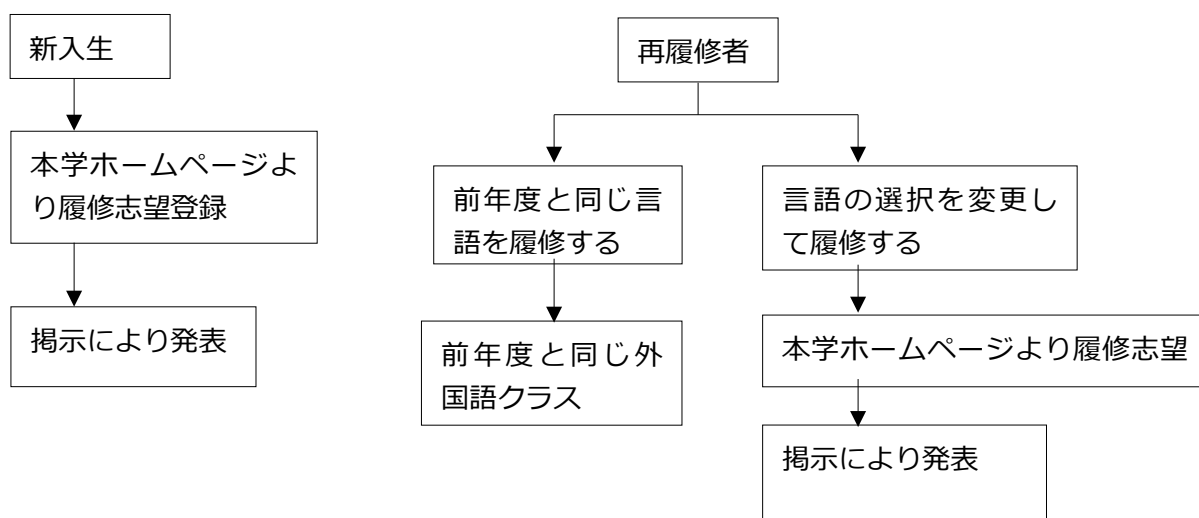 新入生
本学ホームページよ
り履修志望登録
掲示により発表
再履修者
前年度と同じ言
語を履修する
前年度と同じ外
国語クラス
言語の選択を変更し
て履修する
本学ホームページより履修志望
掲示により発表